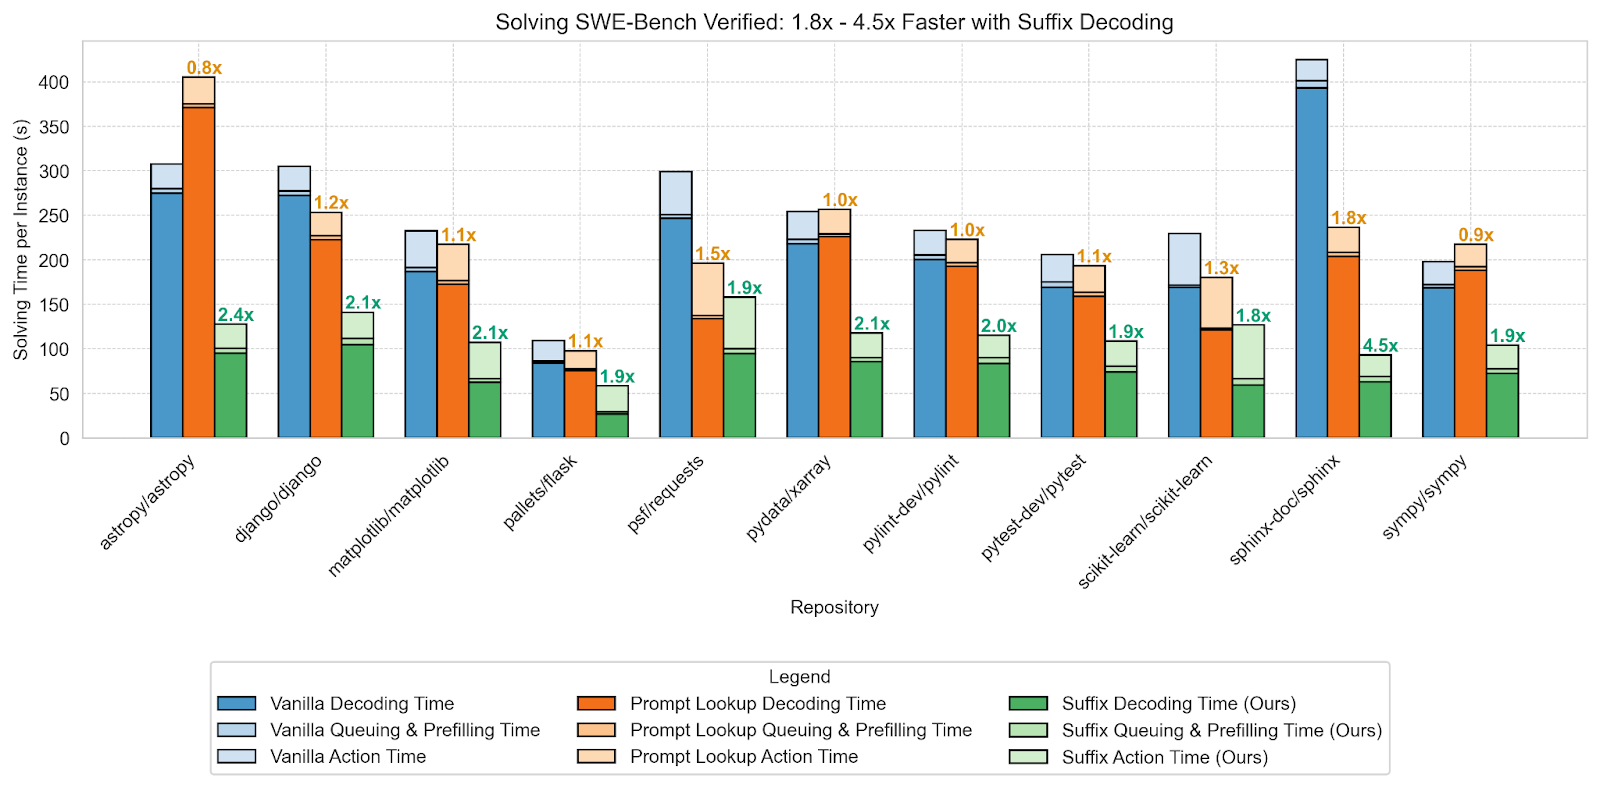 Solving SWE-Bench Verified: 1.8x - 4.5x Faster with Suffix Decoding
Solving Time per Instance (s)
400
350
300
250
200
150
100
50
0
0.8x
2.4x
1.2x
2.1x
1.1x
2.1x
1.1x
1.9x
1.5x
1.9x
1.0x
2.1x
1.0x
2.0x
1.1x
1.9x
1.3x
1.8x
1.8x
4.5x
0.9x
1.9x
astropy/astropy
django/django
matplotlib/matplotlib
pallets/flask
psf/requests
pydata/xarray
pylint-dev/pylint
pytest-dev/pytest
scikit-learn/scikit-learn
sphinx-doc/sphinx
sympy/sympy
Repository
Legend
Vanilla Decoding Time
Vanilla Queuing & Prefilling Time
Vanilla Action Time
Prompt Lookup Decoding Time
Prompt Lookup Queuing & Prefilling Time
Prompt Lookup Action Time
Suffix Decoding Time (Ours)
Suffix Queuing & Prefilling Time (Ours)
Suffix Action Time (Ours)